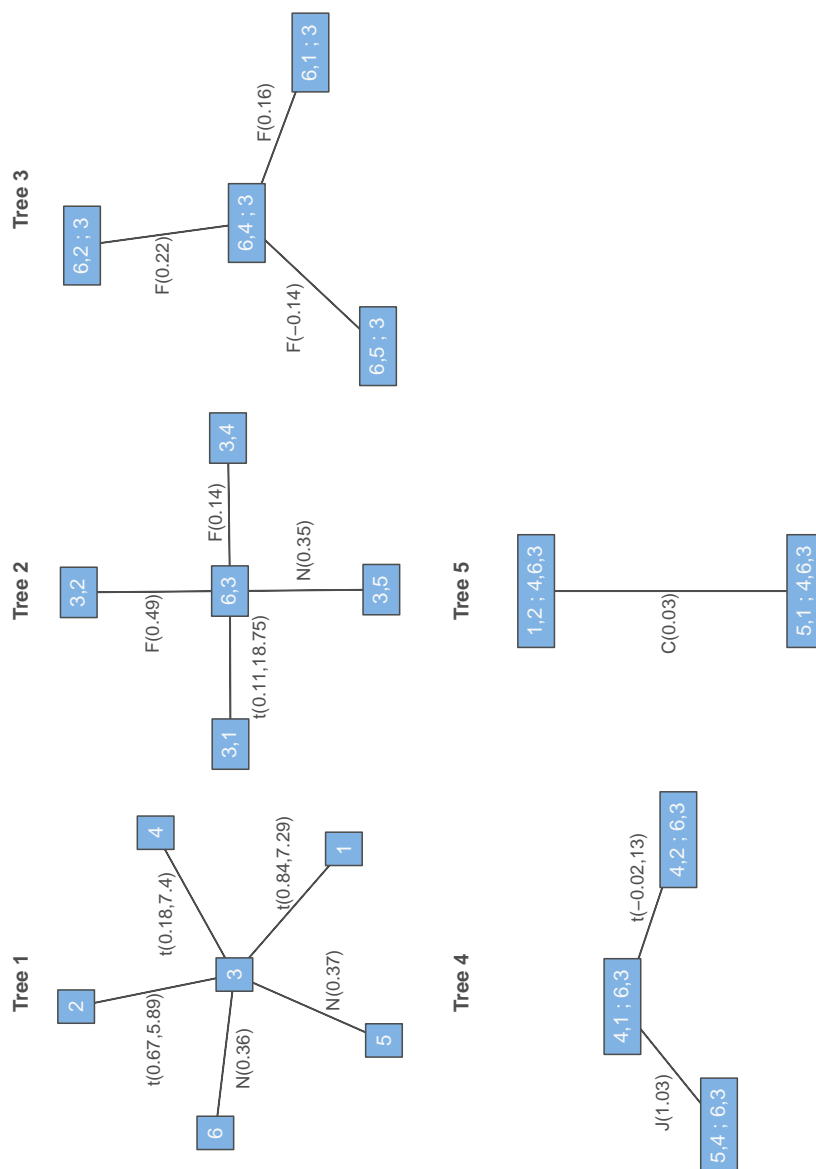 Tree 1
2
4
t(0.67,5.89)
t(0.18,7.4)
3
t(0.84,7.29)
N(0.36)
N(0.37)
6
5
1
Tree 2
3,2
F(0.49)
F(0.14)
3,4
6,3
t(0.11,18.75)
N(0.35)
3,1
3,5
Tree 3
6,2 ; 3
F(0.22)
6,4 ; 3
F(0.16)
F(−0.14)
6,1 ; 3
6,5 ; 3
Tree 4
4,1 ; 6,3
t(−0.02,13)
J(1.03)
4,2 ; 6,3
5,4 ; 6,3
Tree 5
1,2 ; 4,6,3
C(0.03)
5,1 ; 4,6,3